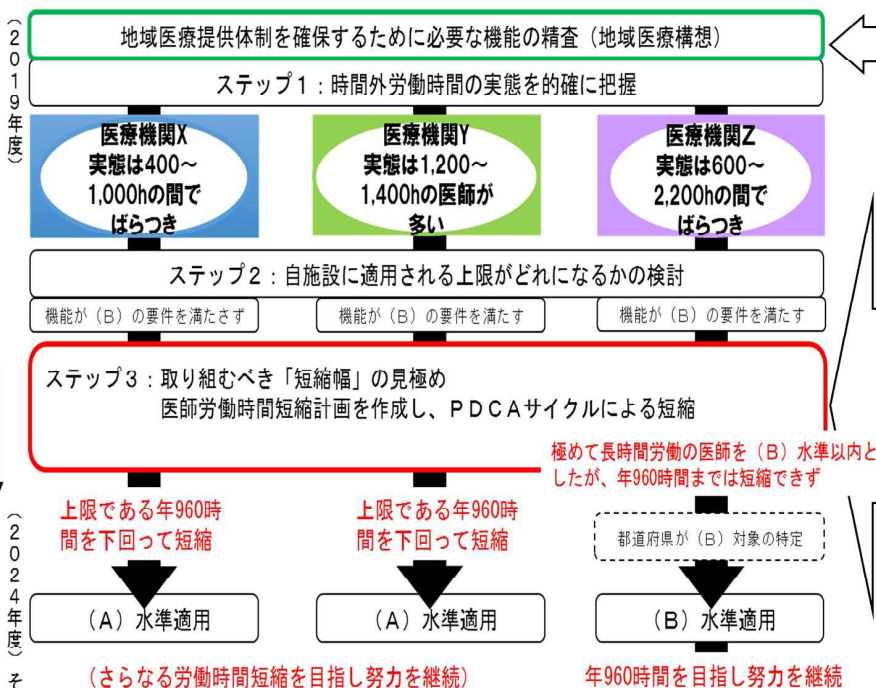 (2019年度)
地域医療提供体制を確保するために必要な機能の精査（地域医療構想）
ステップ１：時間外労働時間の実態を的確に把握
医療機関X
実態は400～
1,000hの間で
ばらつき
医療機関Y
実態は1,200～
1,400hの医師が
多い
医療機関Z
実態は600～
2,200hの間で
ばらつき
ステップ２：自施設に適用される上限がどれになるかの検討
機能が（B）の要件を満たさず
機能が（B）の要件を満たす
機能が（B）の要件を満たす
ステップ３：取り組むべき「短縮幅」の見極め
医師労働時間短縮計画を作成し、ＰＤＣＡサイクルによる短縮
極めて長時間労働の医師を（B）水準以内と
したが、年960時間までは短縮できず
上限である年960時
間を下回って短縮
上限である年960時
間を下回って短縮
都道府県が（B）対象の特定
(2024年度)そ
（A）水準適用
（A）水準適用
（B）水準適用
（さらなる労働時間短縮を目指し努力を継続）
年960時間を目指し努力を継続